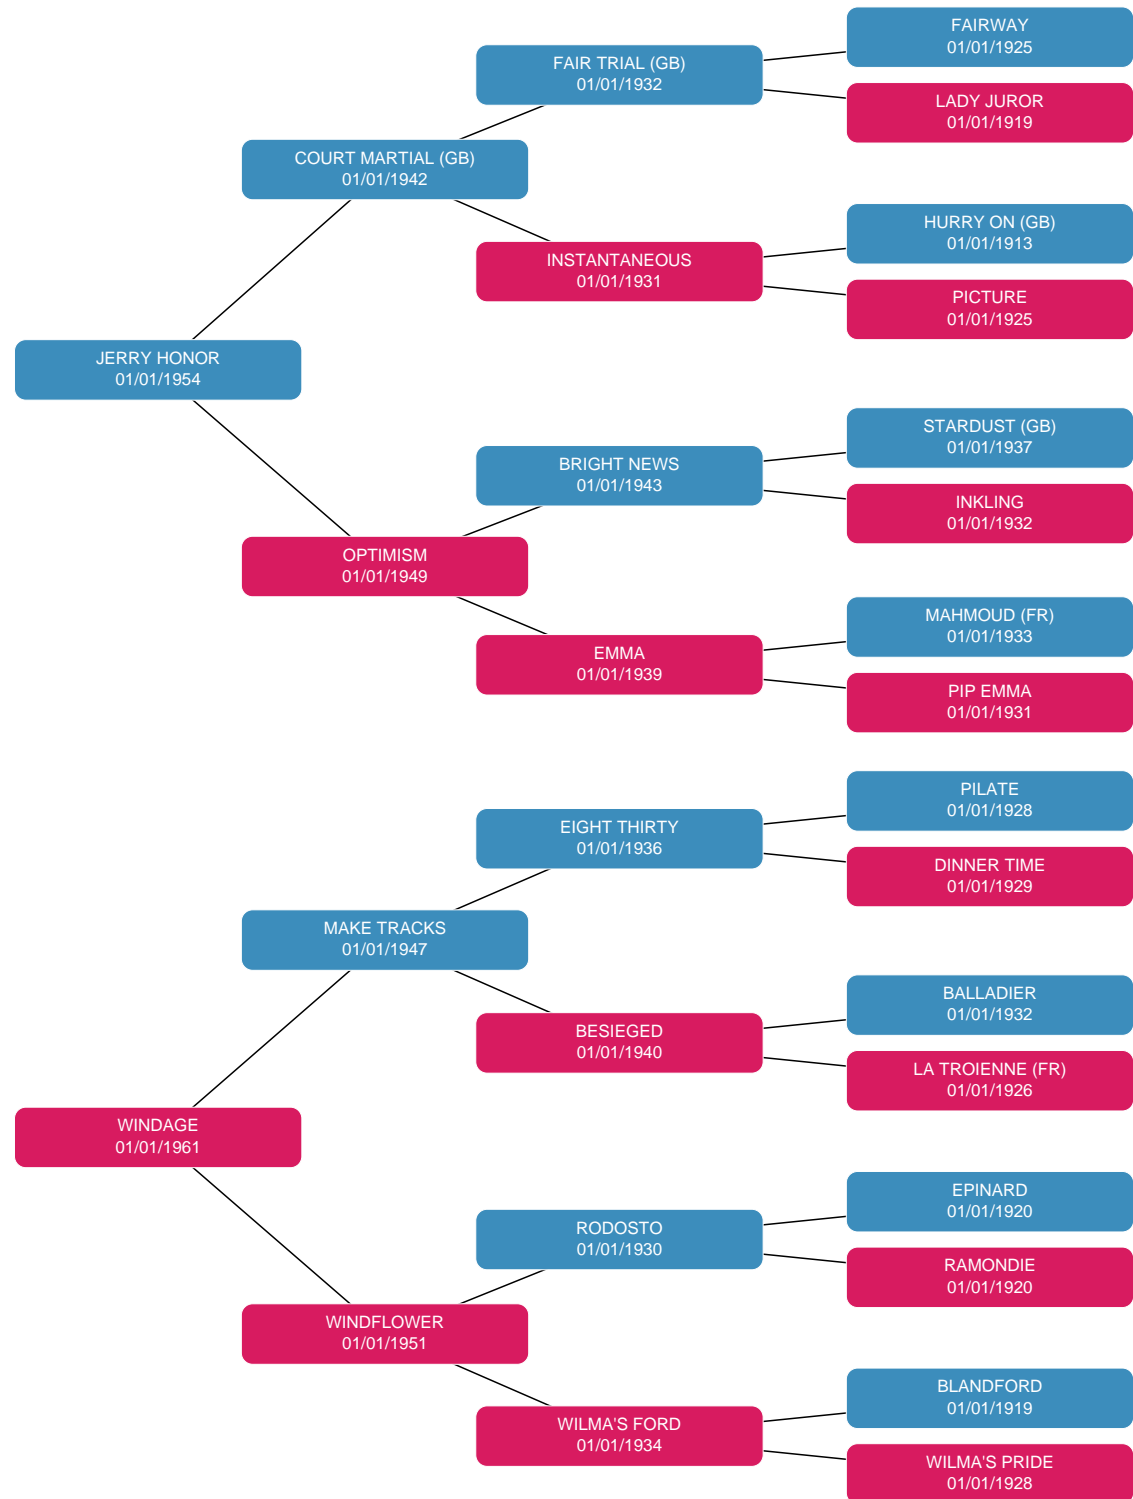 FAIRWAY
01/01/1925
FAIR TRIAL (GB)
01/01/1932
LADY JUROR
01/01/1919
COURT MARTIAL (GB)
01/01/1942
HURRY ON (GB)
01/01/1913
INSTANTANEOUS
01/01/1931
PICTURE
01/01/1925
JERRY HONOR
01/01/1954
STARDUST (GB)
01/01/1937
BRIGHT NEWS
01/01/1943
INKLING
01/01/1932
OPTIMISM
01/01/1949
MAHMOUD (FR)
01/01/1933
EMMA
01/01/1939
PIP EMMA
01/01/1931
PILATE
01/01/1928
EIGHT THIRTY
01/01/1936
DINNER TIME
01/01/1929
MAKE TRACKS
01/01/1947
BALLADIER
01/01/1932
BESIEGED
01/01/1940
LA TROIENNE (FR)
01/01/1926
WINDAGE
01/01/1961
EPINARD
01/01/1920
RODOSTO
01/01/1930
RAMONDIE
01/01/1920
WINDFLOWER
01/01/1951
BLANDFORD
01/01/1919
WILMA'S FORD
01/01/1934
WILMA'S PRIDE
01/01/1928